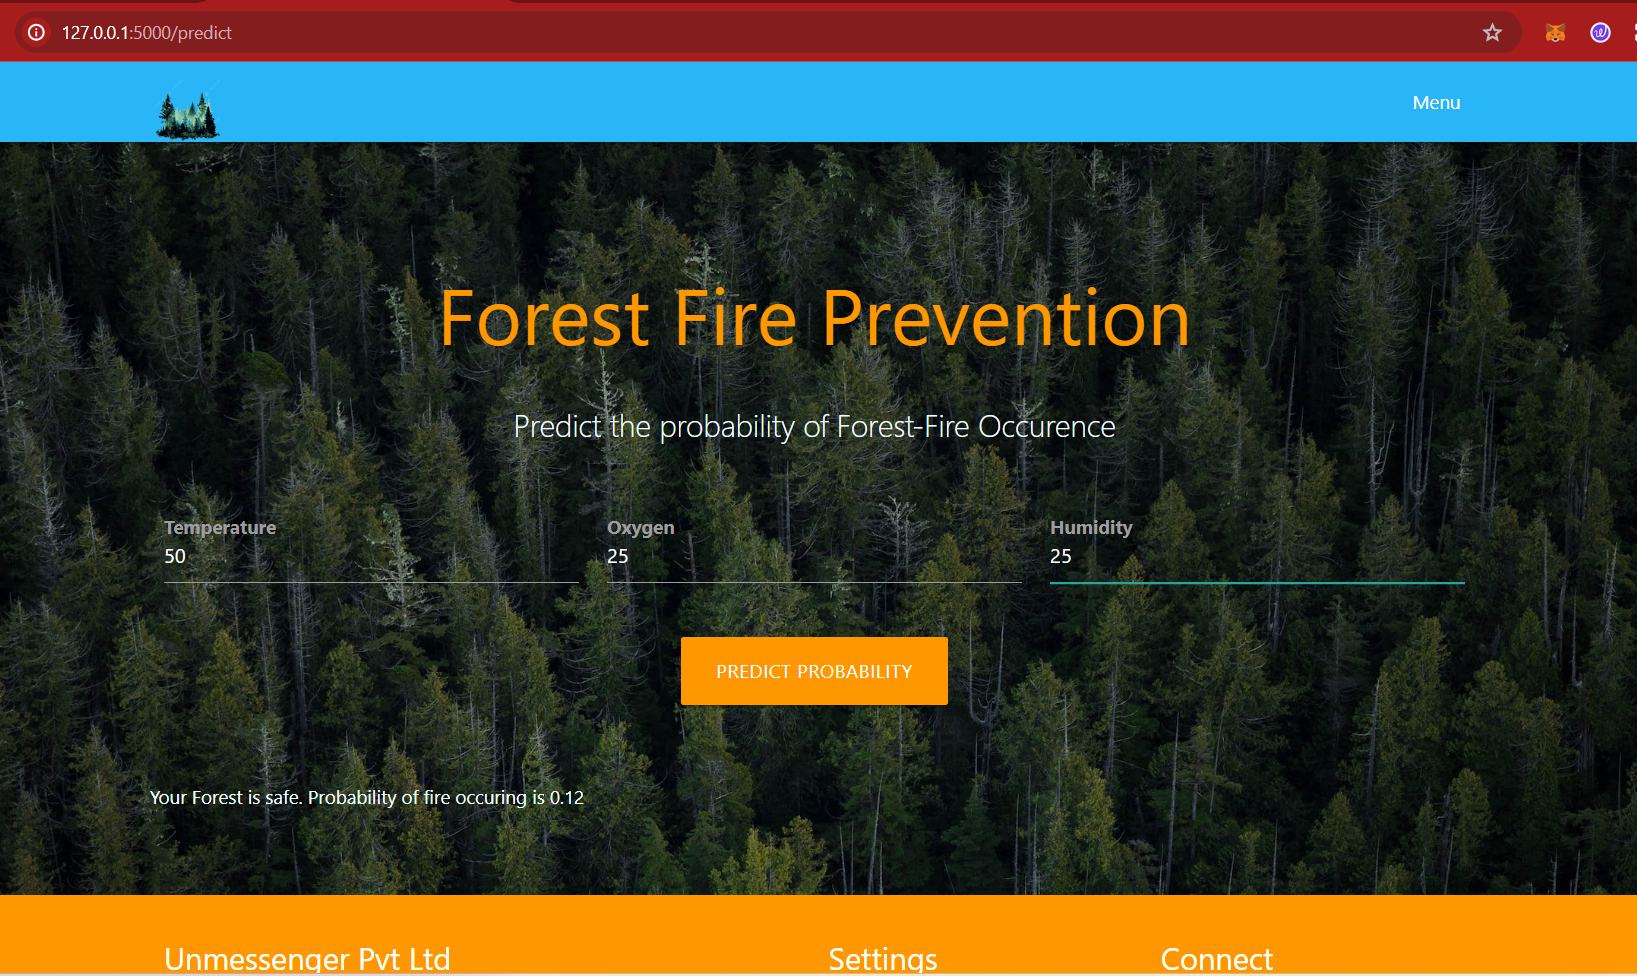 127.0.0.1:5000/predict
Menu
Forest Fire Prevention
Predict the probability of Forest-Fire Occurence
Temperature
50
Oxygen
25
Humidity
25
PREDICT PROBABILITY
Your Forest is safe. Probability of fire occuring is 0.12
Unmessenger Pvt Ltd
Settings
Connect